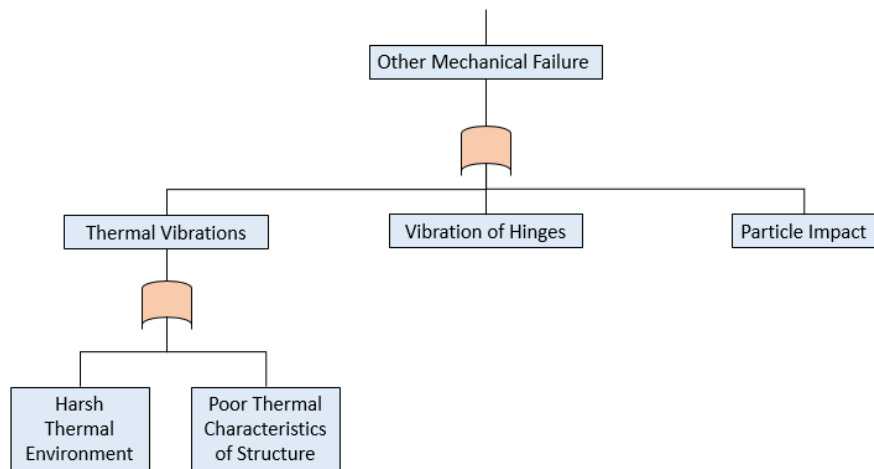 Other Mechanical Failure
Thermal Vibrations
Vibration of Hinges
Particle Impact
Harsh
Thermal
Environment
Poor Thermal
Characteristics
of Structure